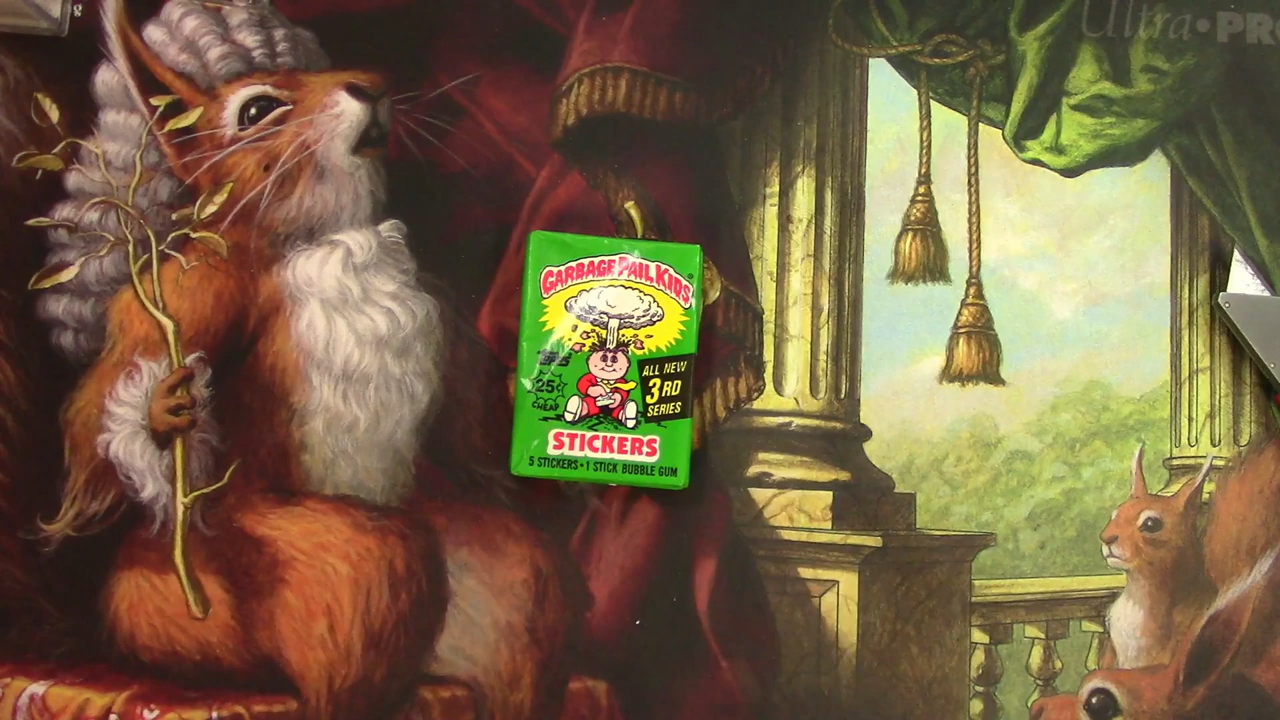 Ultra•PRO
GARBAGE PAIL KIDS®
25¢
CHEAP
ALL NEW
3RD
SERIES
STICKERS
5 STICKERS•1 STICK BUBBLE GUM